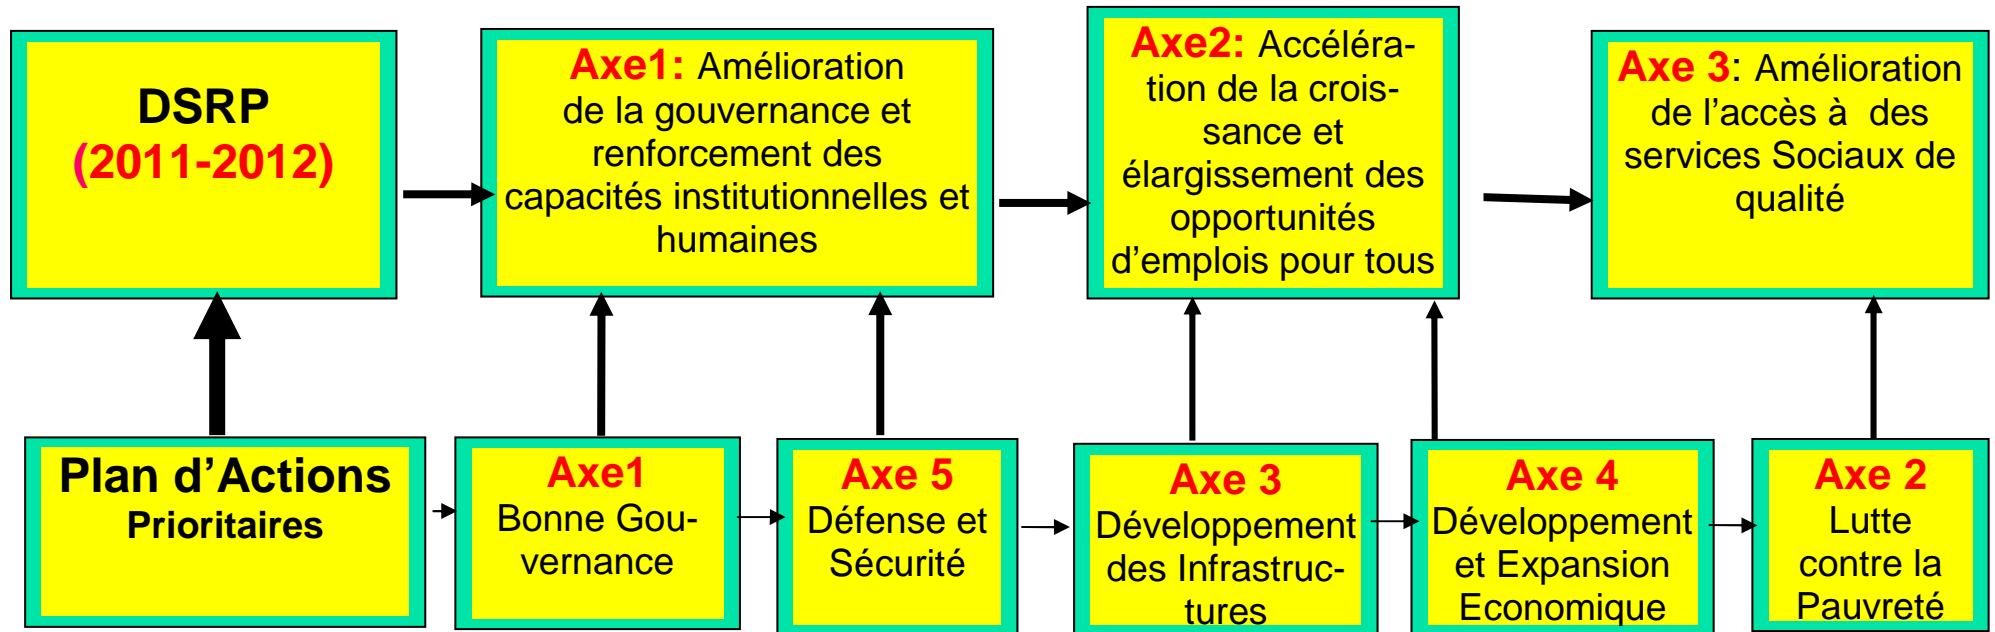 DSRP
(2011-2012)
Axe1: Amélioration
de la gouvernance et
renforcement des
capacités institutionnelles et
humaines
Axe2: Accéléra-
tion de la crois-
sance et
élargissement des
opportunités
d’emplois pour tous
Axe 3: Amélioration
de l’accès à des
services Sociaux de
qualité
Plan d’Actions
Prioritaires
Axe1
Bonne Gou-
vernance
Axe 5
Défense et
Sécurité
Axe 3
Développement
des Infrastruc-
tures
Axe 4
Développement
et Expansion
Economique
Axe 2
Lutte
contre la
Pauvreté